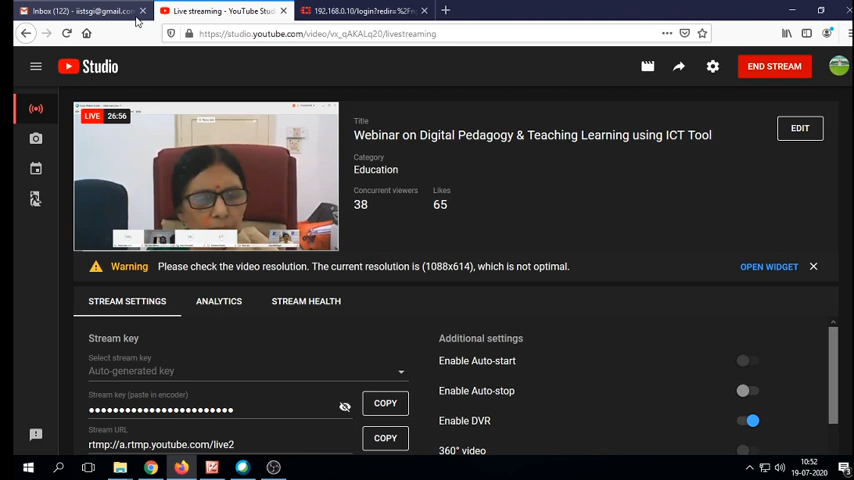 Inbox (122) - iistsgi@gmail.com
Live streaming - YouTube Stud
192.168.0.10/login?redir=%2Fn
https://studio.youtube.com/video/vx_qAKALq20/livestreaming
Studio
END STREAM
LIVE 26:56
Title
Webinar on Digital Pedagogy & Teaching Learning using ICT Tool
EDIT
Category
Education
Concurrent viewers Likes
38 65
Warning Please check the video resolution. The current resolution is (1088x614), which is not optimal. OPEN WIDGET
STREAM SETTINGS ANALYTICS STREAM HEALTH
Stream key
Select stream key
Auto-generated key
Stream key (paste in encoder)
COPY
Stream URL
rtmp://a.rtmp.youtube.com/live2
COPY
Additional settings
Enable Auto-start
Enable Auto-stop
Enable DVR
360° video
10:52
19-07-2020